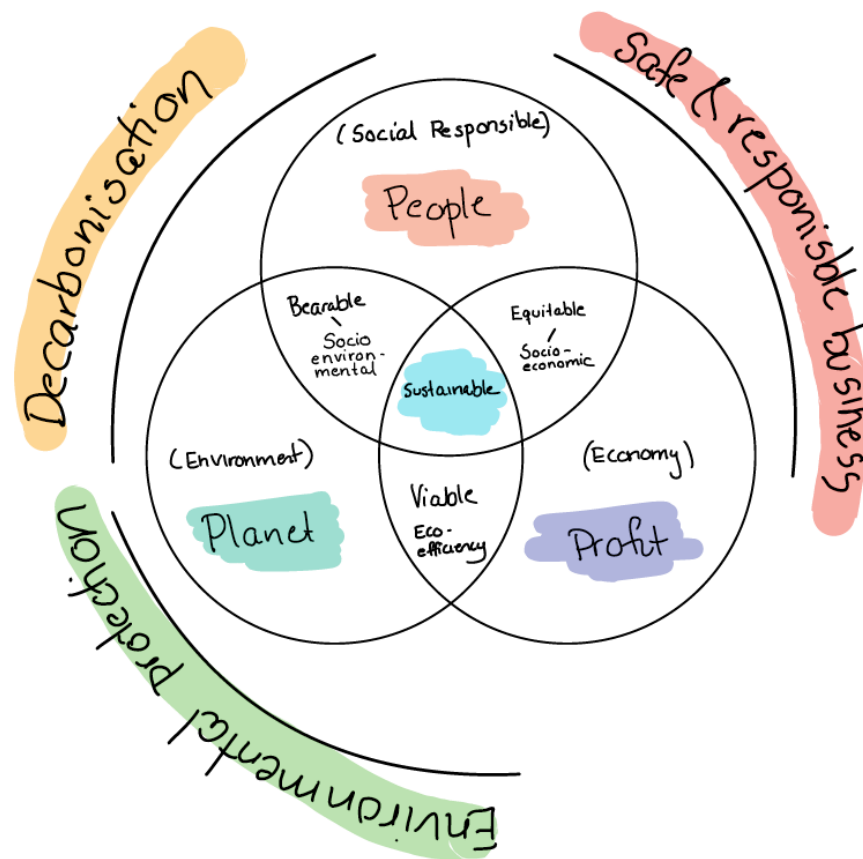 Decarbonisation
Safe & responisble business
(Social Responsible)
People
Bearable
Socio
environ-
mental
Equitable
Socio-
economic
Sustainable
(Environment)
Planet
Viable
Eco-
efficiency
(Economy)
Profit
Environmental protection